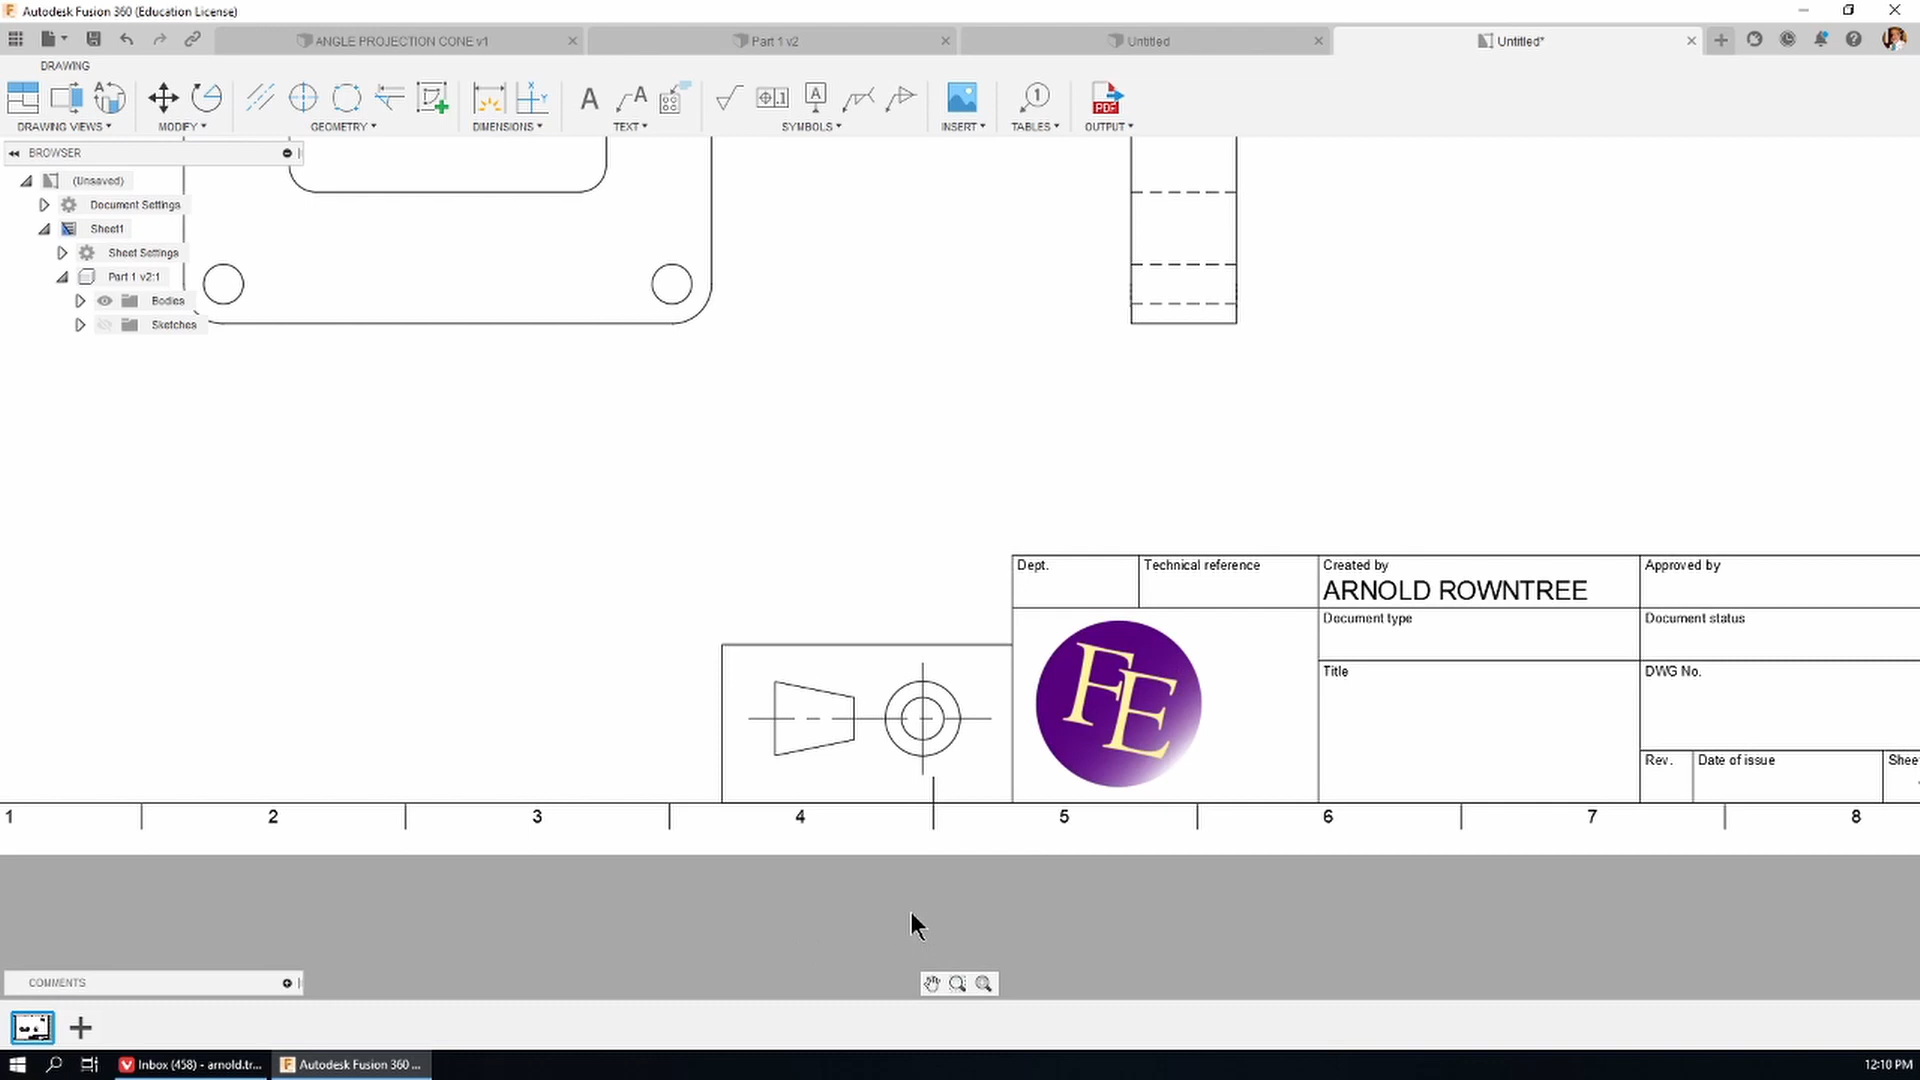 Autodesk Fusion 360 (Education License)
ANGLE PROJECTION CONE v1
Part 1 v2
Untitled
Untitled*
DRAWING
DRAWING VIEWS
MODIFY
GEOMETRY
DIMENSIONS
TEXT
SYMBOLS
INSERT
TABLES
OUTPUT
BROWSER
(Unsaved)
Document Settings
Sheet1
Sheet Settings
Part 1 v2:1
Bodies
Sketches
Dept.
Technical reference
Created by
ARNOLD ROWNTREE
Approved by
Document type
Document status
Title
DWG No.
FE
Rev.
Date of issue
Shee
1 2 3 4 5 6 7 8
COMMENTS
Inbox (458) - arnold.tr...
Autodesk Fusion 360 ...
12:10 PM